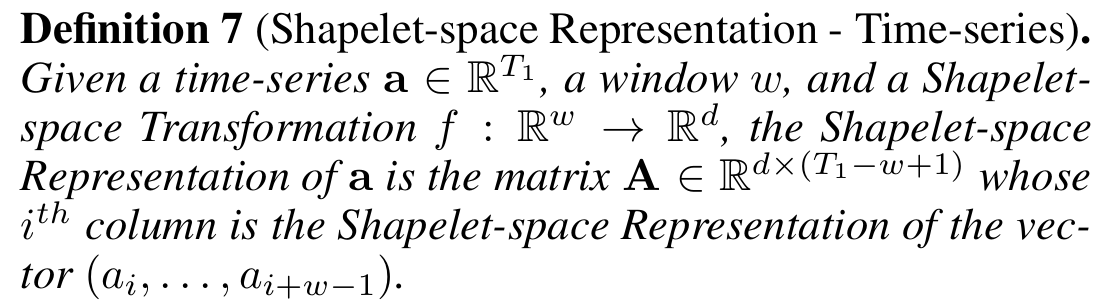 Definition 7 (Shapelet-space Representation - Time-series).
Given a time-series a ∈ ℝ^{T_1}, a window w, and a Shapelet-
space Transformation f : ℝ^w → ℝ^d, the Shapelet-space
Representation of a is the matrix A ∈ ℝ^{d×(T_1−w+1)} whose
i^{th} column is the Shapelet-space Representation of the vec-
tor (a_i, . . . , a_{i+w−1}).